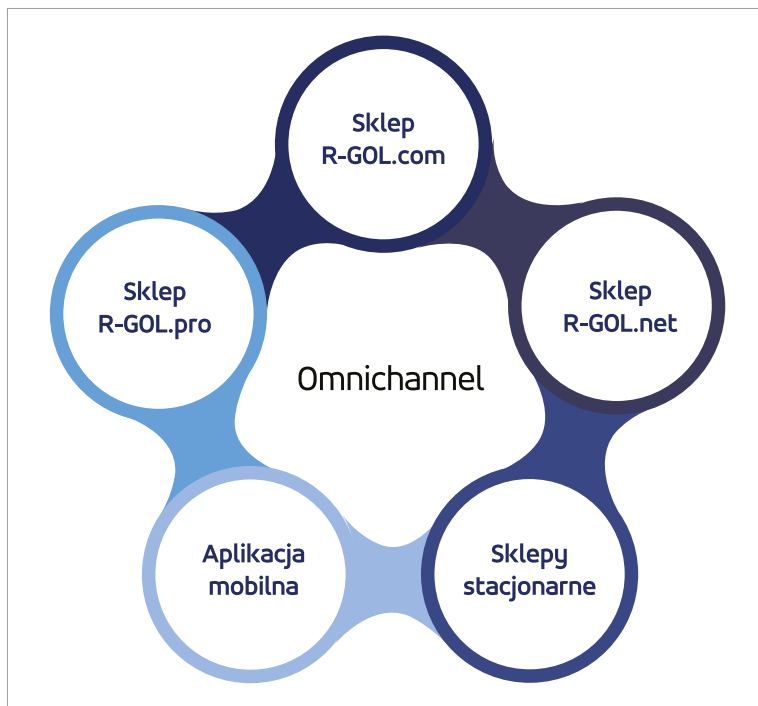 Sklep
R-GOL.com
Sklep
R-GOL.pro
Sklep
R-GOL.net
Omnichannel
Aplikacja
mobilna
Sklepy
stacjonarne